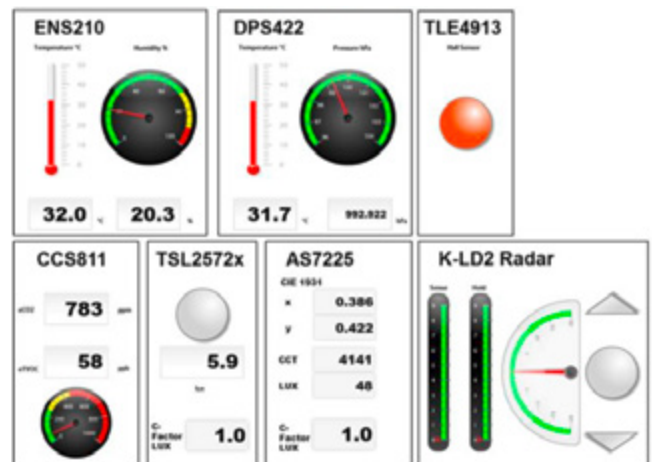 ENS210
Temperature °C
Humidity %
32.0 °C
20.3 %
DPS422
Temperature °C
Pressure hPa
31.7 °C
992.922 hPa
TLE4913
Hall Sensor
CCS811
eCO2 783 ppm
eTVOC 58 ppb
TSL2572x
5.9
lux
C-
Factor
LUX
1.0
AS7225
CIE 1931
x 0.386
y 0.422
CCT 4141
LUX 48
C-
Factor
LUX
1.0
K-LD2 Radar